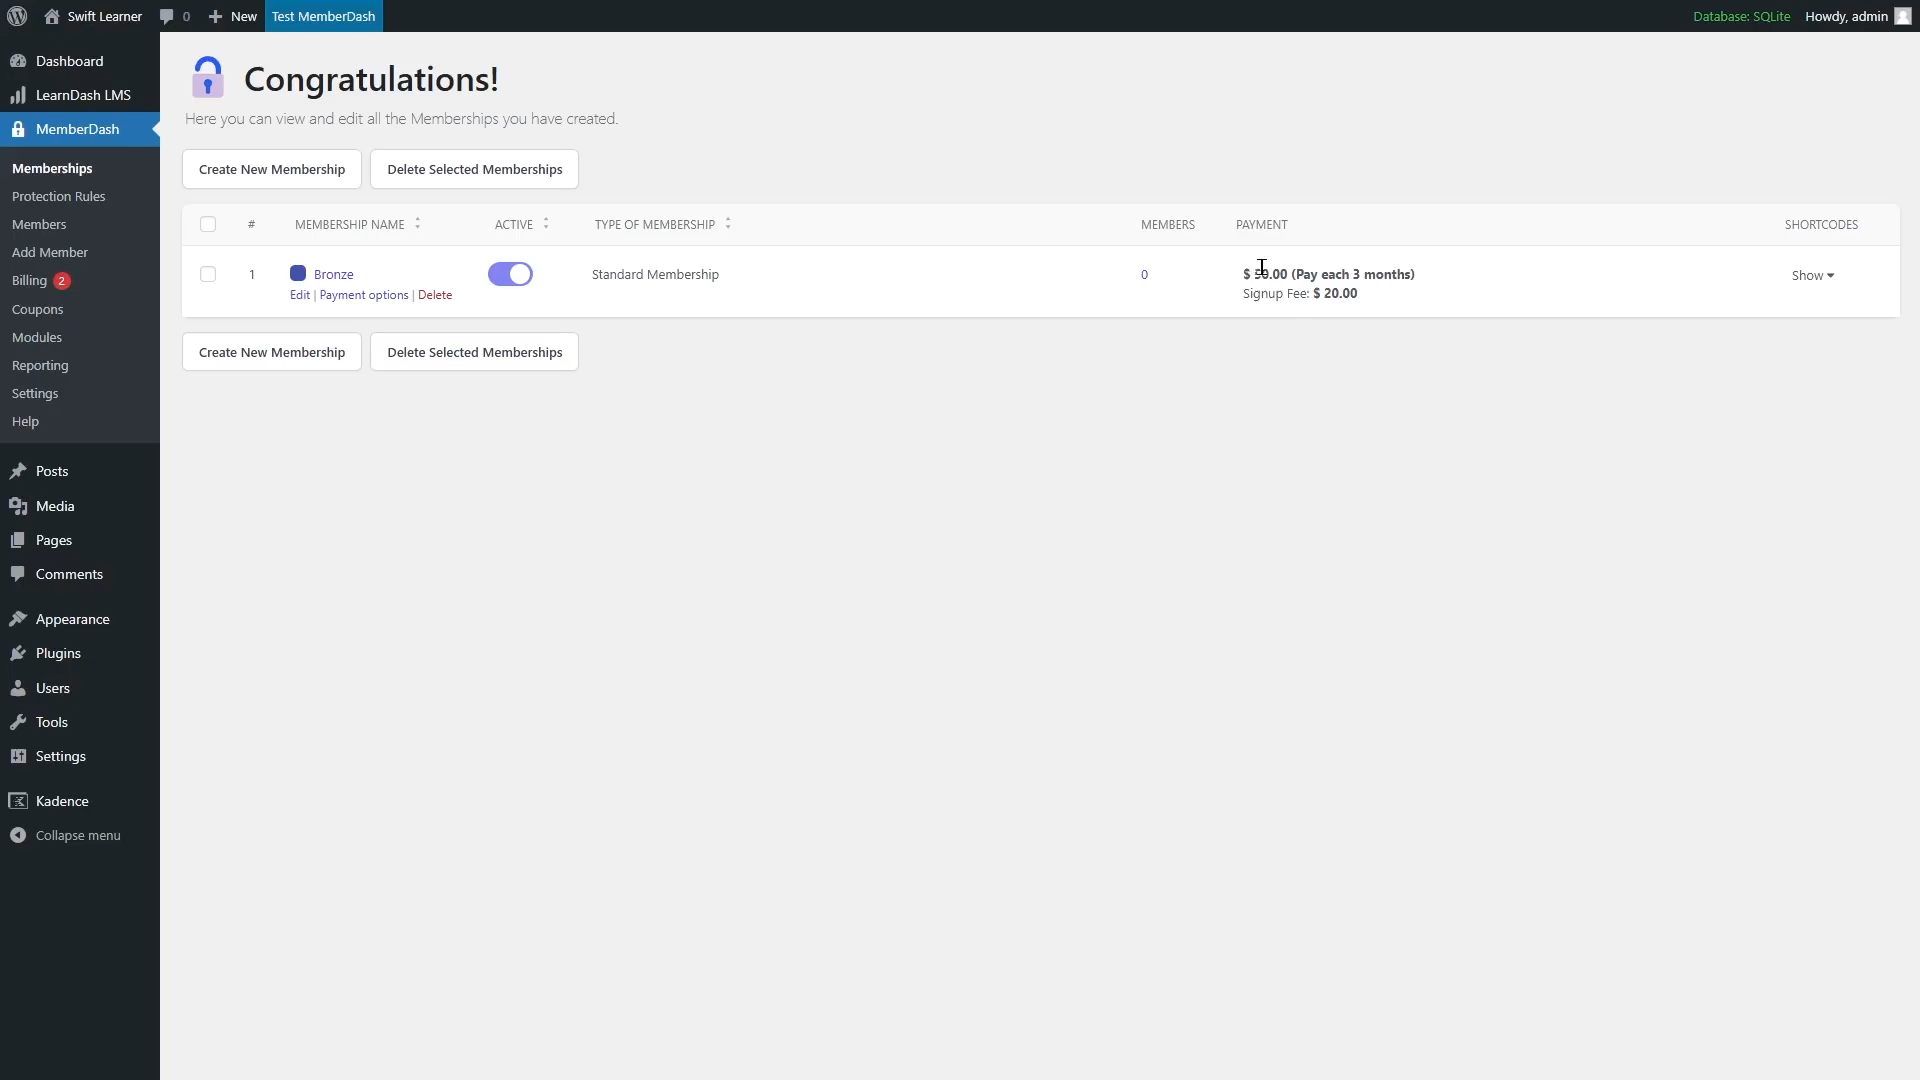 Swift Learner
0
New
Test MemberDash
Database: SQLite
Howdy, admin
Dashboard
LearnDash LMS
MemberDash
Memberships
Protection Rules
Members
Add Member
Billing 2
Coupons
Modules
Reporting
Settings
Help
Posts
Media
Pages
Comments
Appearance
Plugins
Users
Tools
Settings
Kadence
Collapse menu
Congratulations!
Here you can view and edit all the Memberships you have created.
Create New Membership
Delete Selected Memberships
# MEMBERSHIP NAME ACTIVE TYPE OF MEMBERSHIP MEMBERS PAYMENT SHORTCODES
1 Bronze Standard Membership 0 $ (Pay each 3 months) Show
Edit | Payment options | Delete Signup Fee: $ 20.00
Create New Membership
Delete Selected Memberships